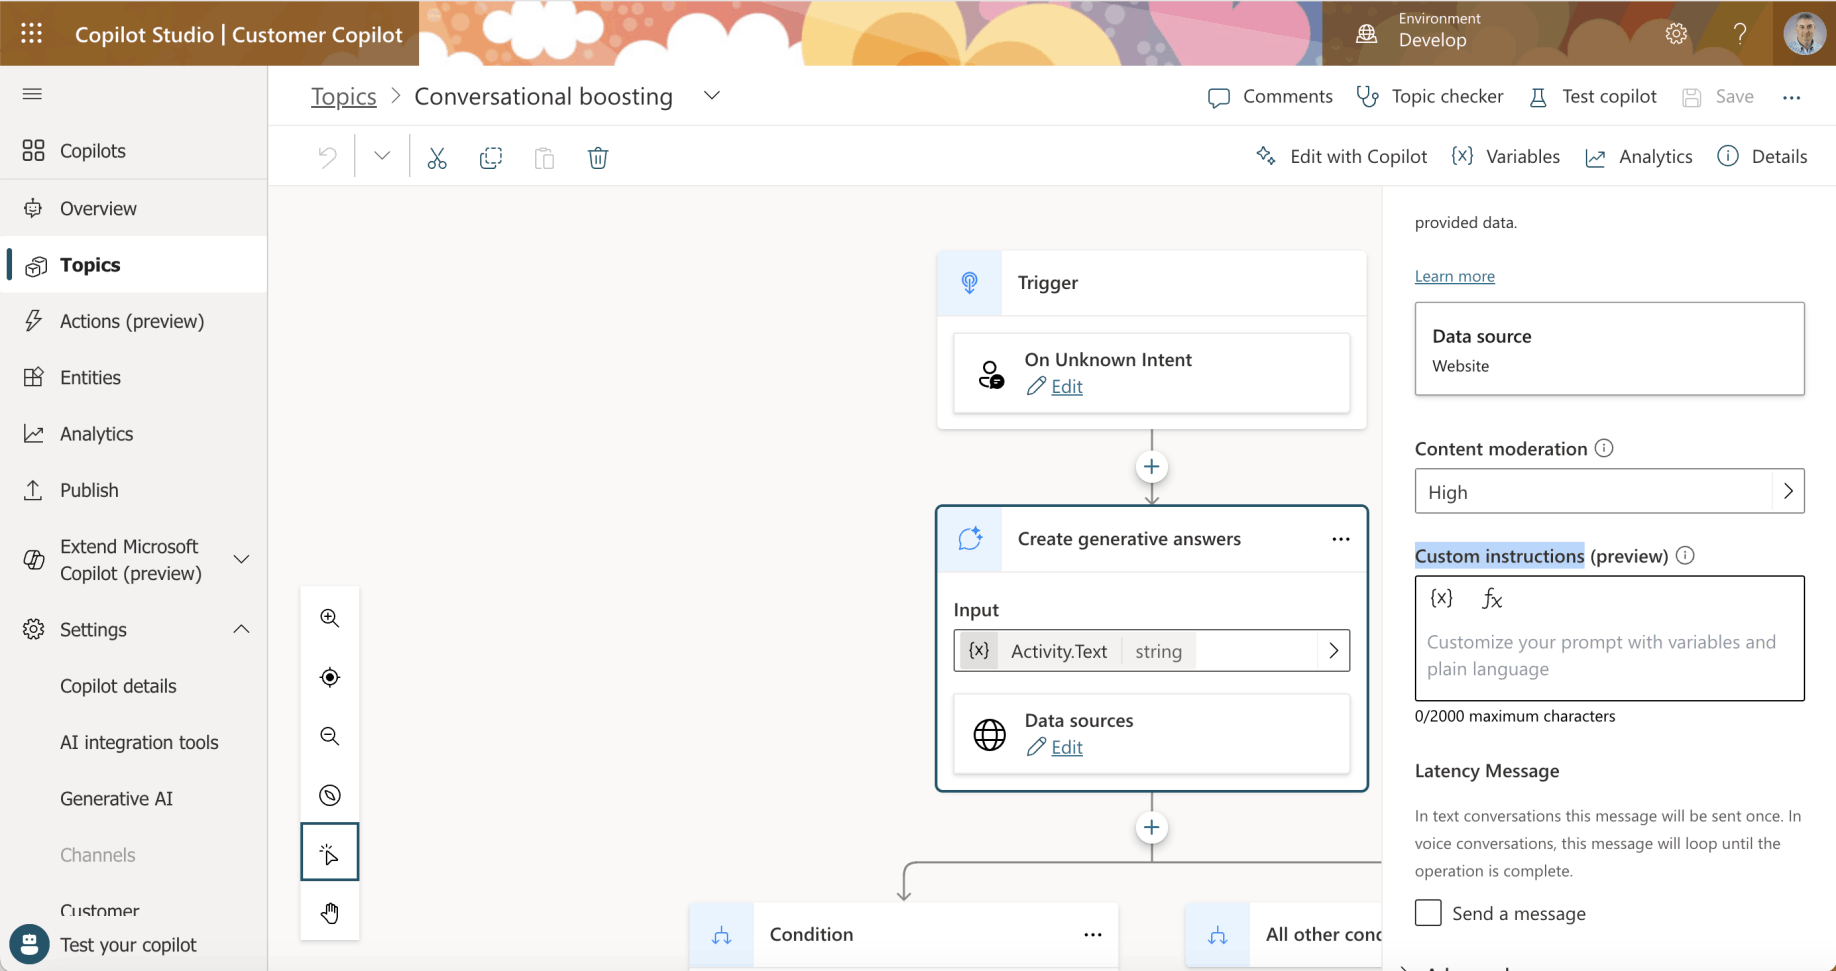 Copilot Studio | Customer Copilot
Environment
Develop
Topics > Conversational boosting
Comments
Topic checker
Test copilot
Save
Copilots
Overview
Topics
Actions (preview)
Entities
Analytics
Publish
Extend Microsoft
Copilot (preview)
Settings
Copilot details
AI integration tools
Generative AI
Channels
Customer
Test your copilot
Edit with Copilot
{x} Variables
Analytics
Details
Trigger
On Unknown Intent
Edit
Create generative answers
Input
{x} Activity.Text string
Data sources
Edit
Condition
All other cond
provided data.
Learn more
Data source
Website
Content moderation
High
Custom instructions (preview)
{x} fx
Customize your prompt with variables and
plain language
0/2000 maximum characters
Latency Message
In text conversations this message will be sent once. In
voice conversations, this message will loop until the
operation is complete.
Send a message